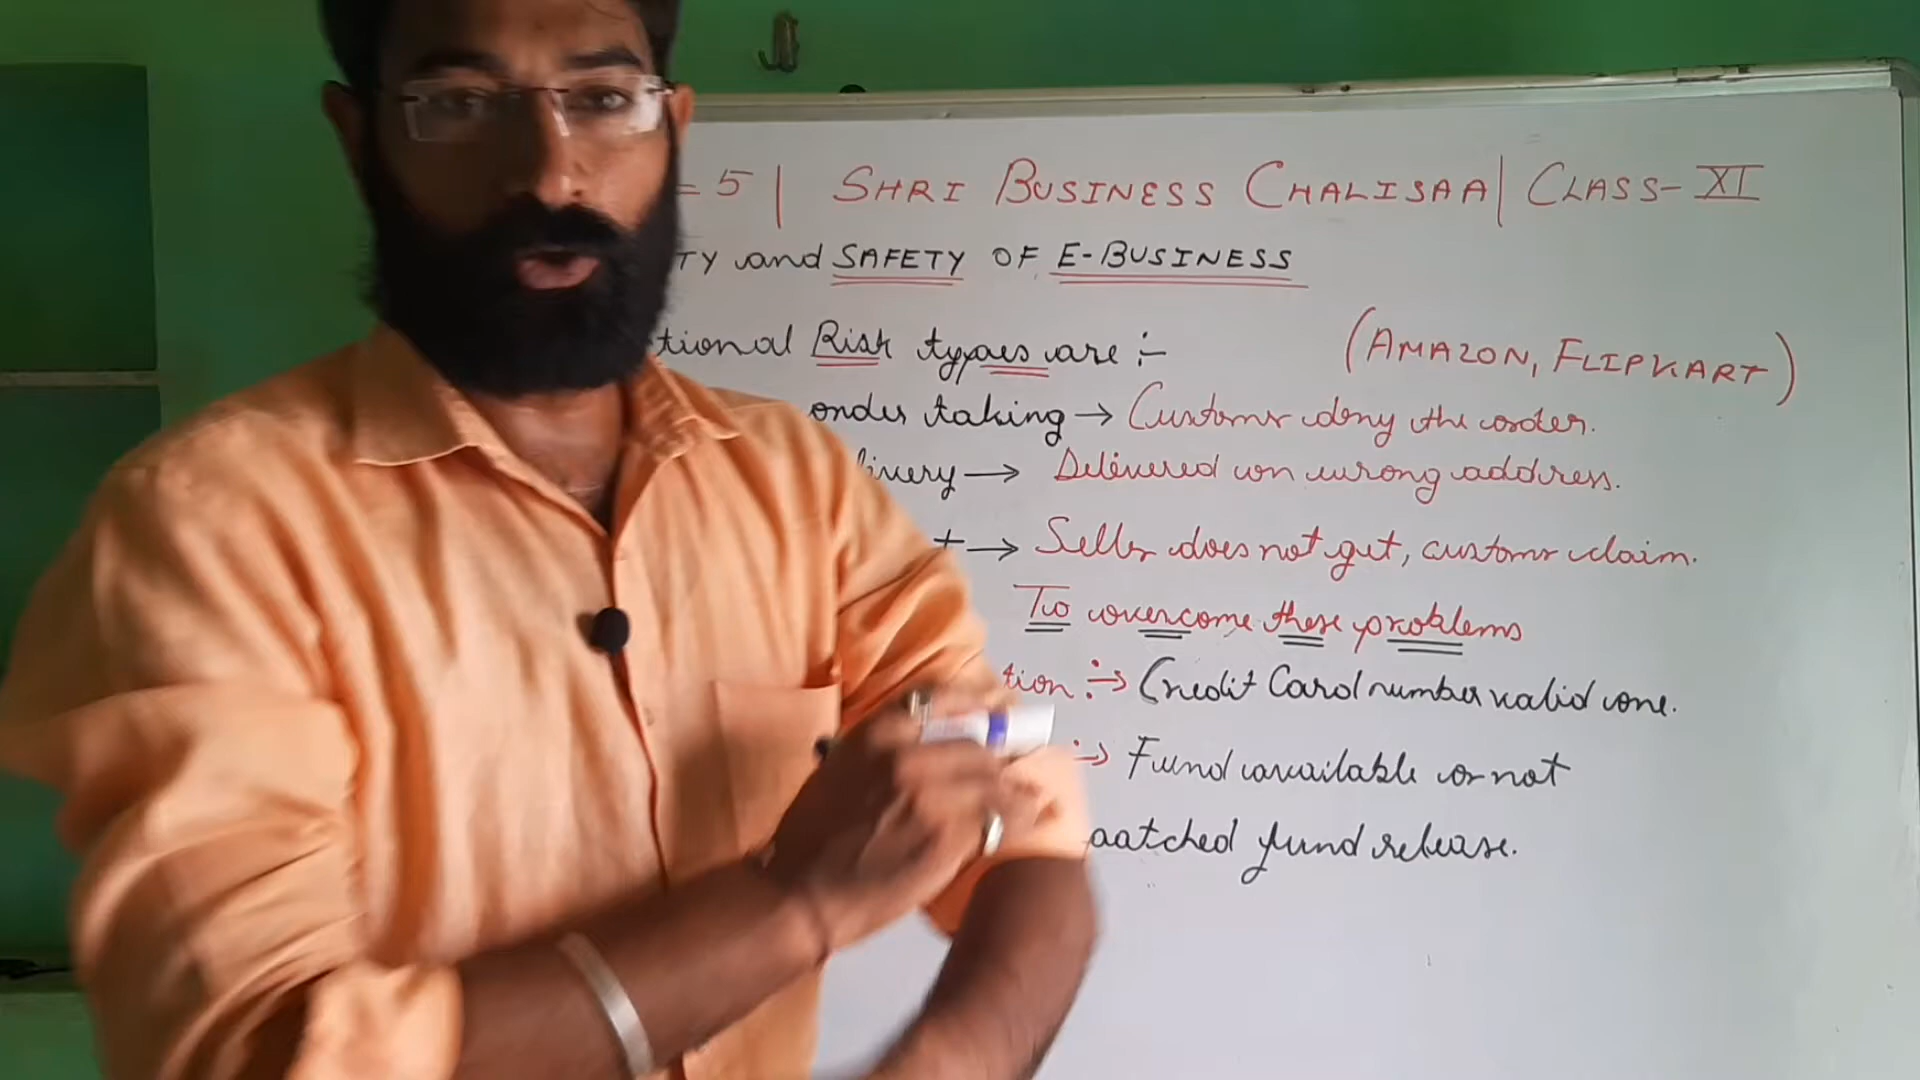 = 5 | SHRI BUSINESS CHALISAA | CLASS-XI
TY and SAFETY OF E-BUSINESS
tional Risk types are :-
(AMAZON, FLIPKART)
order taking → Customr deny the order.
livery → Delivered on wrong address.
t → Seller does not get, customr claim.
To overcome these problems
tion :→ Credit Card number valid one.
:→ Fund available or not
aatched fund release.